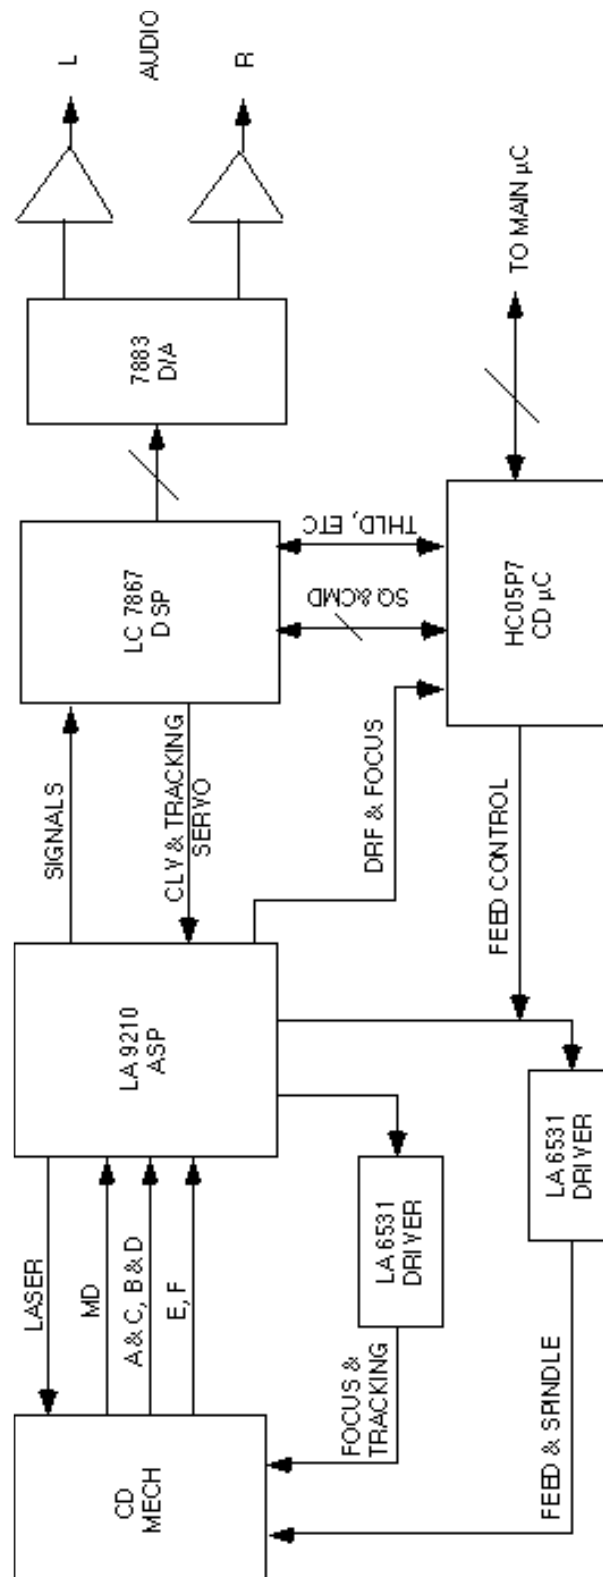 LASER
MD
A & C, B & D
E, F
CD
MECH
LA 9210
ASP
SIGNALS
CLV & TRACKING
SERVO
LC 7867
DSP
7883
D/A
L
AUDIO
R
FOCUS &
TRACKING
LA 6531
DRIVER
DRF & FOCUS
SQ &CMD
THLD, ETC
FEED & SPINDLE
LA 6531
DRIVER
FEED CONTROL
HC05P7
CD µC
TO MAIN µC